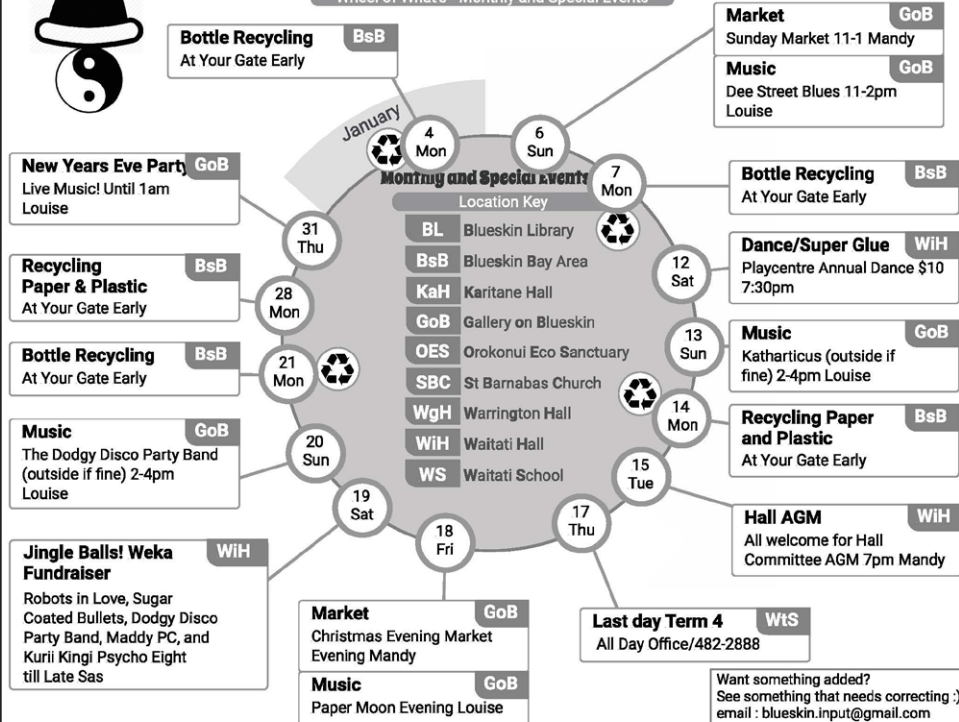 Wheel of What's - Monthly and Special Events
Bottle Recycling BsB
At Your Gate Early
Market GoB
Sunday Market 11-1 Mandy
Music GoB
Dee Street Blues 11-2pm
Louise
January
4
Mon
6
Sun
7
Mon
Bottle Recycling BsB
At Your Gate Early
12
Sat
Dance/Super Glue WiH
Playcentre Annual Dance $10
7:30pm
13
Sun
Music GoB
Katharticus (outside if
fine) 2-4pm Louise
14
Mon
Recycling Paper BsB
and Plastic
At Your Gate Early
15
Tue
Hall AGM WiH
All welcome for Hall
Committee AGM 7pm Mandy
17
Thu
Last day Term 4 WtS
All Day Office/482-2888
18
Fri
Market GoB
Christmas Evening Market
Evening Mandy
Music GoB
Paper Moon Evening Louise
19
Sat
Jingle Balls! Weka WiH
Fundraiser
Robots in Love, Sugar
Coated Bullets, Dodgy Disco
Party Band, Maddy PC, and
Kurii Kingi Psycho Eight
till Late Sas
20
Sun
Music GoB
The Dodgy Disco Party Band
(outside if fine) 2-4pm
Louise
21
Mon
Bottle Recycling BsB
At Your Gate Early
28
Mon
Recycling BsB
Paper & Plastic
At Your Gate Early
31
Thu
New Years Eve Party GoB
Live Music! Until 1am
Louise
Monthly and Special Events
Location Key
BL Blueskin Library
BsB Blueskin Bay Area
KaH Karitane Hall
GoB Gallery on Blueskin
OES Orokonui Eco Sanctuary
SBC St Barnabas Church
WgH Warrington Hall
WiH Waitati Hall
WS Waitati School
Want something added?
See something that needs correcting :)
email : blueskin.input@gmail.com